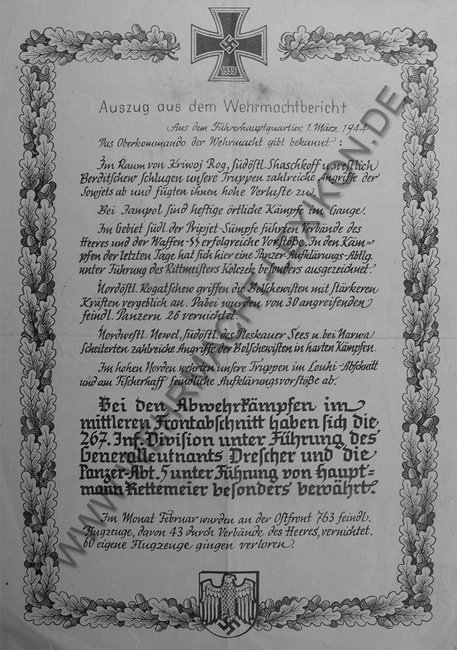 1939
Auszug aus dem Wehrmachtbericht
Aus dem Führerhauptquartier, 1. März 1944
Das Oberkommando der Wehrmacht gibt bekannt:
Im Raum von Kriwoj Rog, südöstl. Shaschkoff u. westlich
Berditschew schlugen unsere Truppen zahlreiche Angriffe der
Sowjets ab und fügten ihnen hohe Verluste zu.
Bei Jampol sind heftige örtliche Kämpfe im Gange.
Im Gebiet südl. der Pripjet-Sümpfe führten Verbände des
Heeres und der Waffen-SS erfolgreiche Vorstöße. In den Käm=
pfen der letzten Tage hat sich hier eine Panzer-Aufklärungs-Abtlg.
unter Führung des Rittmeisters Kolezek besonders ausgezeichnet.
Nordöstl. Rogatschew griffen die Bolschewisten mit stärkeren
Kräften vergeblich an. Dabei wurden von 30 angreifenden
feindl. Panzern 26 vernichtet.
Nordwestl. Newel, südöstl. des Pleskauer Sees u. bei Narwa
scheiterten zahlreiche Angriffe der Bolschewisten in harten Kämpfen.
Im hohen Norden wehrten unsere Truppen im Louhi-Abschnitt
und am Fischerhaff feindliche Aufklärungsvorstöße ab.
Bei den Abwehrkämpfen im
mittleren Frontabschnitt haben sich die
267. Inf. Division unter Führung des
Generalleutnants Drescher und die
Panzer-Abt. 5 unter Führung von Haupt=
mann Rettemeier besonders bewährt.
Im Monat Februar wurden an der Ostfront 763 feindl.
Flugzeuge, davon 43 durch Verbände des Heeres, vernichtet.
60 eigene Flugzeuge gingen verloren.
WWW.WEHRMACHT-LEXIKON.DE